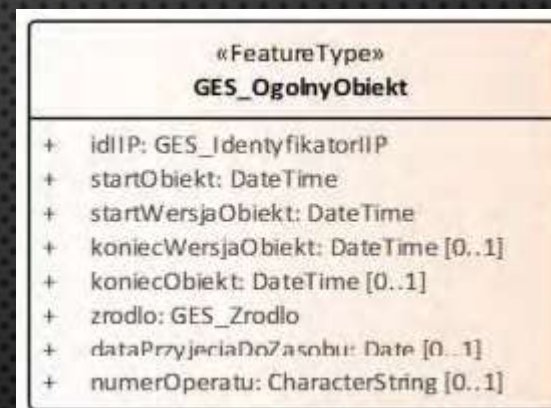 «FeatureType»
GES_OgolnyObiekt
+ idIIP: GES_IdentyfikatorIIP
+ startObiekt: DateTime
+ startWersjaObiekt: DateTime
+ koniecWersjaObiekt: DateTime [0..1]
+ koniecObiekt: DateTime [0..1]
+ zrodlo: GES_Zrodlo
+ dataPrzyjeciaDoZasobu: Date [0..1]
+ numerOperatu: CharacterString [0..1]